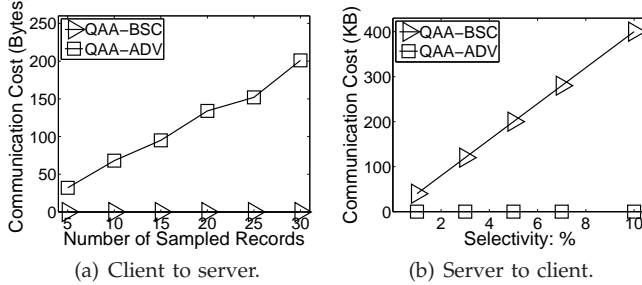 Communication Cost (Bytes)
250
200
150
100
50
0
QAA-BSC
QAA-ADV
5 10 15 20 25 30
Number of Sampled Records
(a) Client to server.
Communication Cost (KB)
400
300
200
100
0
QAA-BSC
QAA-ADV
2 4 6 8 10
Selectivity: %
(b) Server to client.